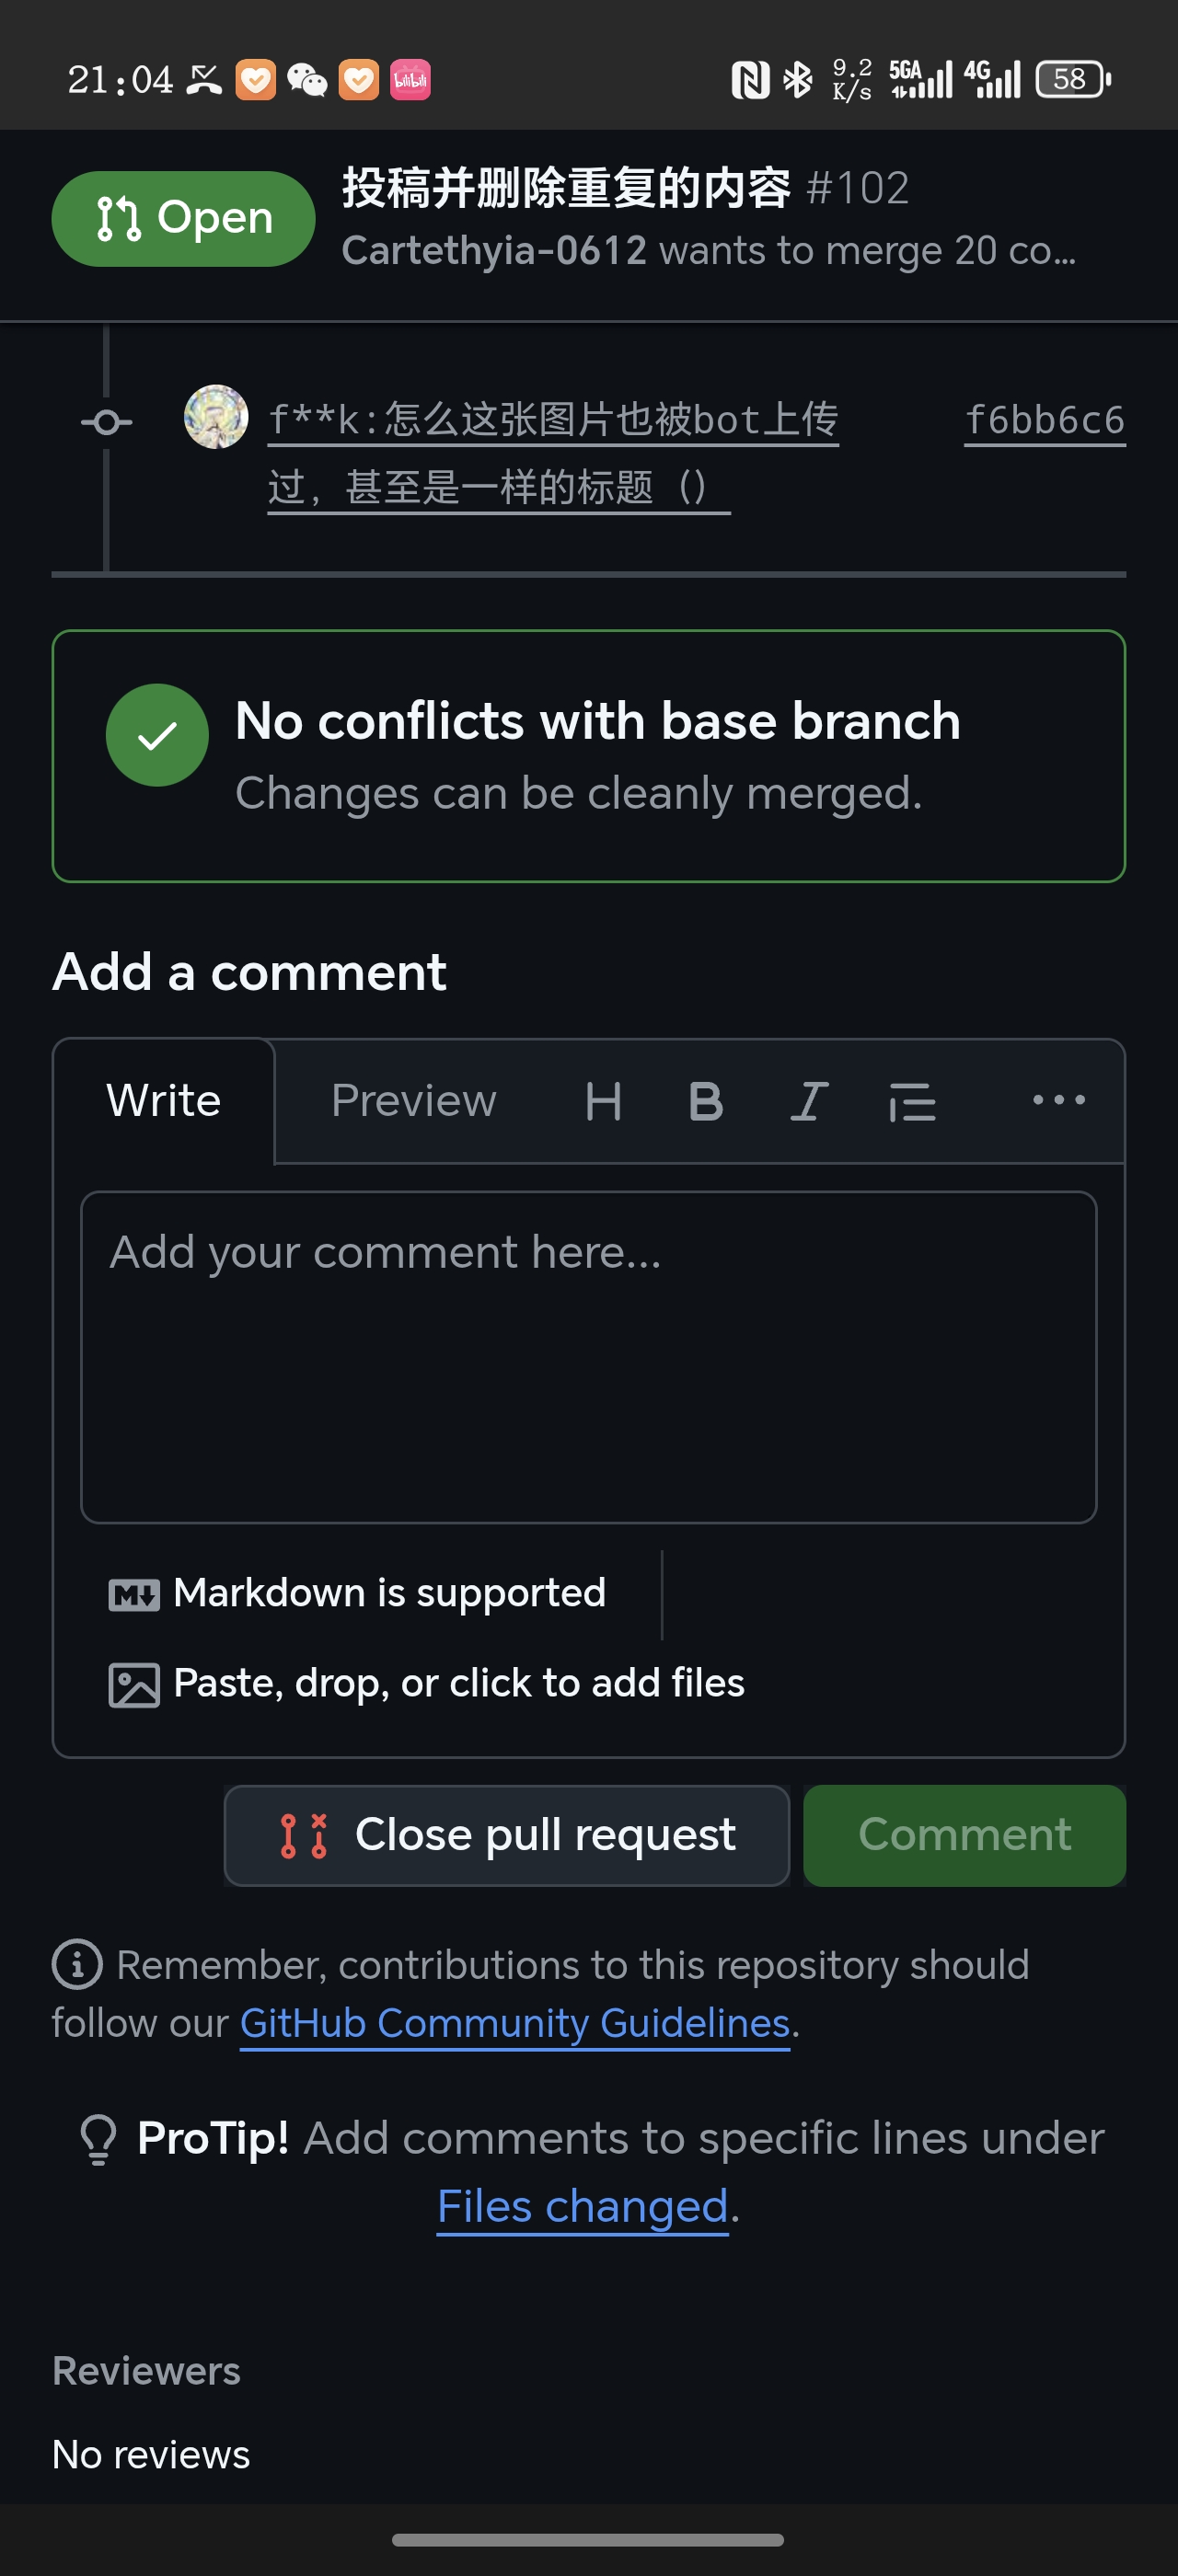 21:04
bilibili
9.2
K/s
5GA
4G
58
Open
投稿并删除重复的内容 #102
Cartethyia-0612 wants to merge 20 co...
f**k:怎么这张图片也被bot上传
过，甚至是一样的标题（）
f6bb6c6
No conflicts with base branch
Changes can be cleanly merged.
Add a comment
Write
Preview
H
B
I
Add your comment here...
Markdown is supported
Paste, drop, or click to add files
Close pull request
Comment
Remember, contributions to this repository should
follow our GitHub Community Guidelines.
ProTip! Add comments to specific lines under
Files changed.
Reviewers
No reviews